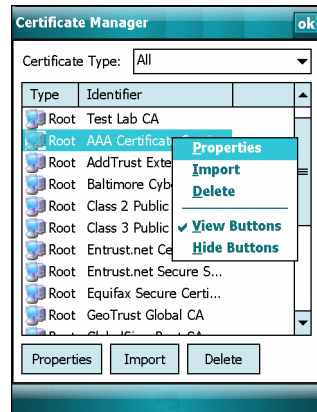 Certificate Manager ok
Certificate Type: All
Type Identifier
Root Test Lab CA
Root AAA Certificate
Root AddTrust Exte
Root Baltimore Cyb
Root Class 2 Public
Root Class 3 Public
Root Entrust.net Ce
Root Entrust.net Secure S...
Root Equifax Secure Certi...
Root GeoTrust Global CA
Properties
Import
Delete
View Buttons
Hide Buttons
Properties Import Delete